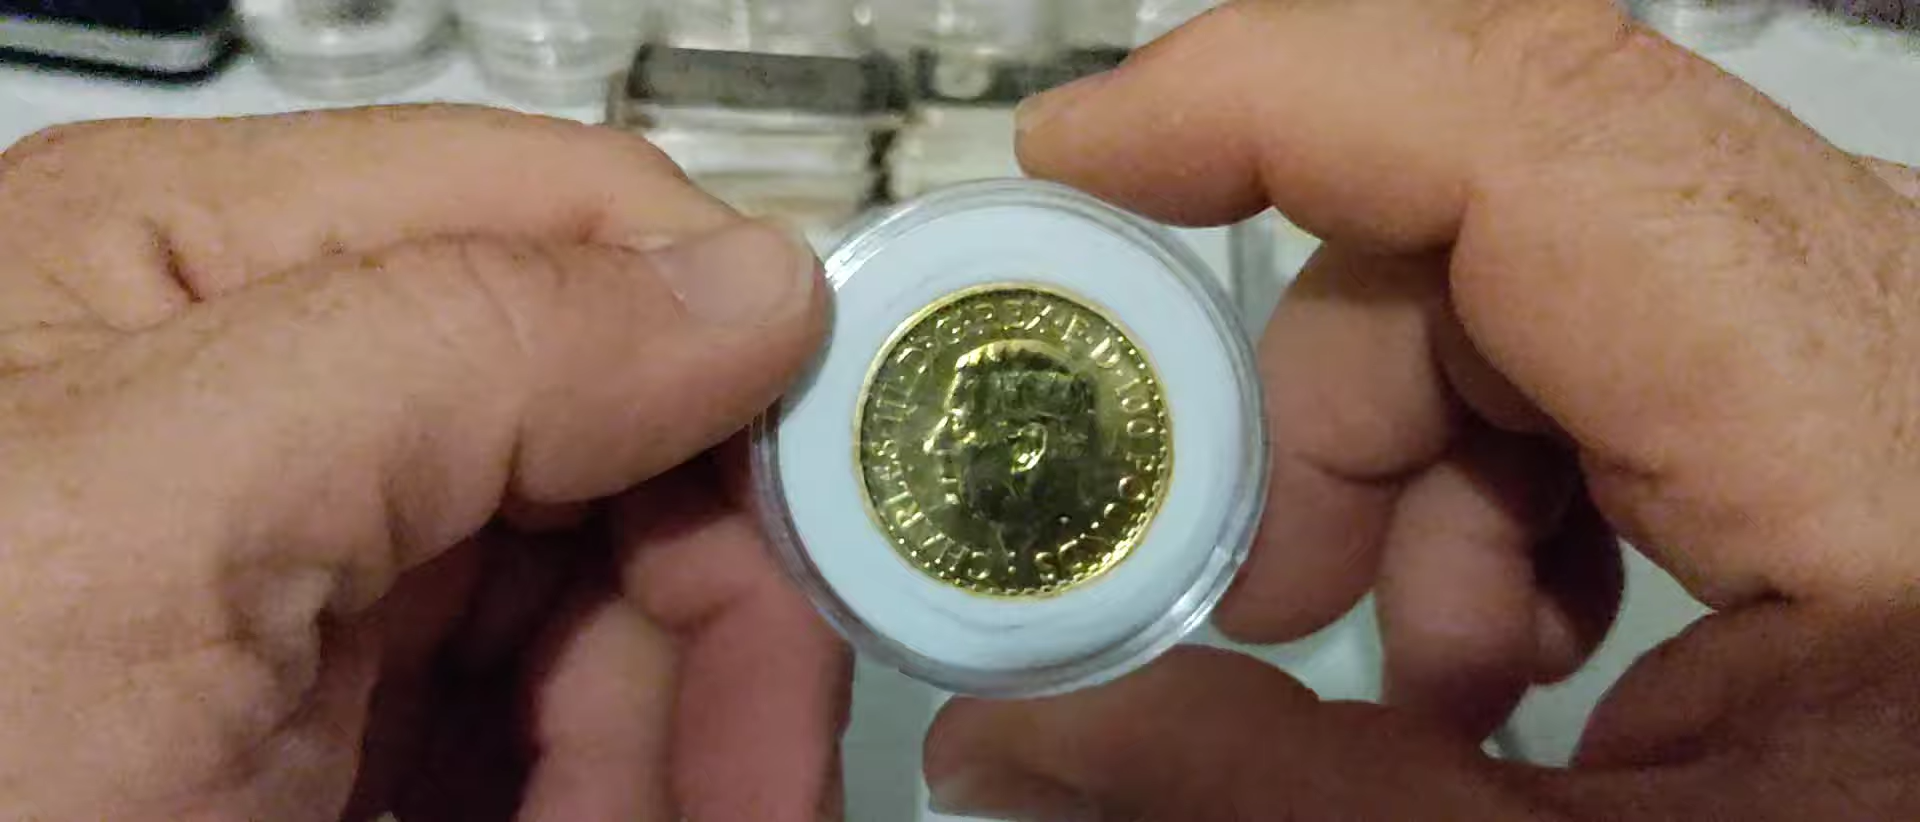 · CHARLES III · D · G · REX · F · D · 100 POUNDS